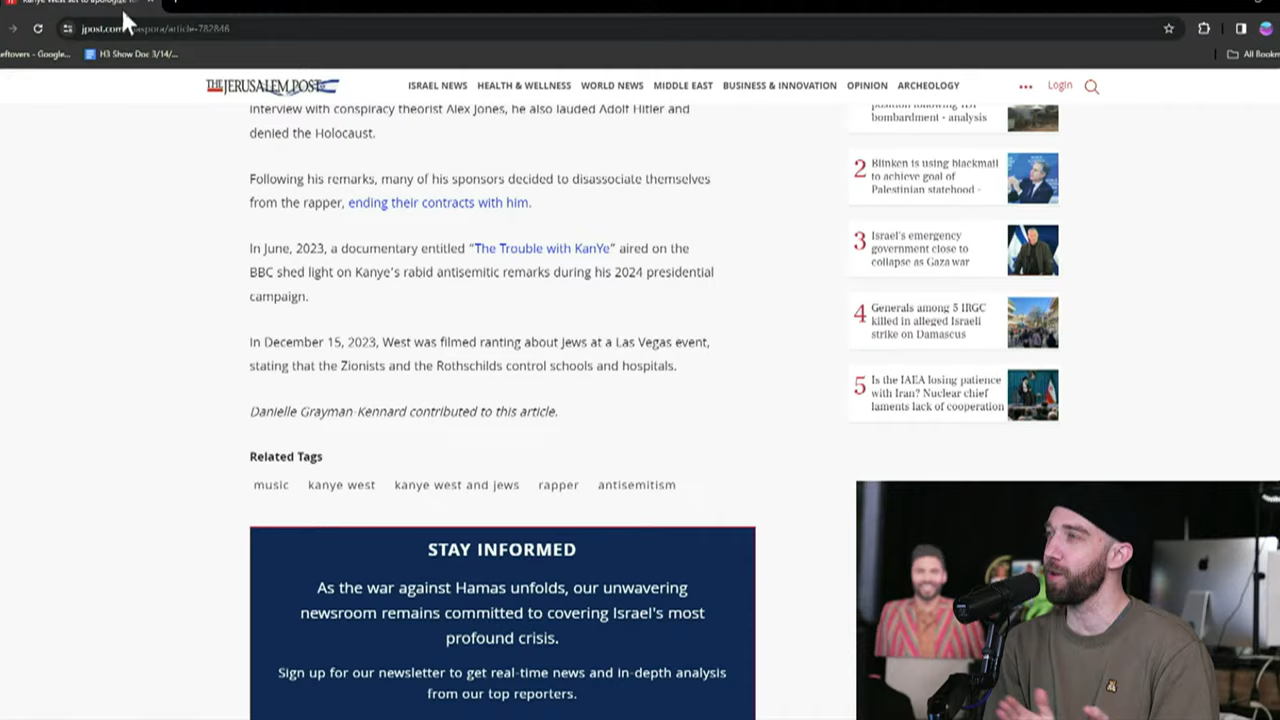 Kanye West set to apologize
jpost.com
article-782846
eftovers - Google...
H3 Show Doc 3/14/...
All Bookm
THE JERUSALEM POST
ISRAEL NEWS HEALTH & WELLNESS WORLD NEWS MIDDLE EAST BUSINESS & INNOVATION OPINION ARCHEOLOGY
Login
interview with conspiracy theorist Alex Jones, he also lauded Adolf Hitler and
denied the Holocaust.
Following his remarks, many of his sponsors decided to disassociate themselves
from the rapper, ending their contracts with him.
In June, 2023, a documentary entitled “The Trouble with KanYe” aired on the
BBC shed light on Kanye's rabid antisemitic remarks during his 2024 presidential
campaign.
In December 15, 2023, West was filmed ranting about Jews at a Las Vegas event,
stating that the Zionists and the Rothschilds control schools and hospitals.
Danielle Grayman-Kennard contributed to this article.
Related Tags
music kanye west kanye west and jews rapper antisemitism
STAY INFORMED
As the war against Hamas unfolds, our unwavering
newsroom remains committed to covering Israel's most
profound crisis.
Sign up for our newsletter to get real-time news and in-depth analysis
from our top reporters.
position following IDF
bombardment - analysis
2 Blinken is using blackmail
to achieve goal of
Palestinian statehood -
3 Israel's emergency
government close to
collapse as Gaza war
4 Generals among 5 IRGC
killed in alleged Israeli
strike on Damascus
5 Is the IAEA losing patience
with Iran? Nuclear chief
laments lack of cooperation